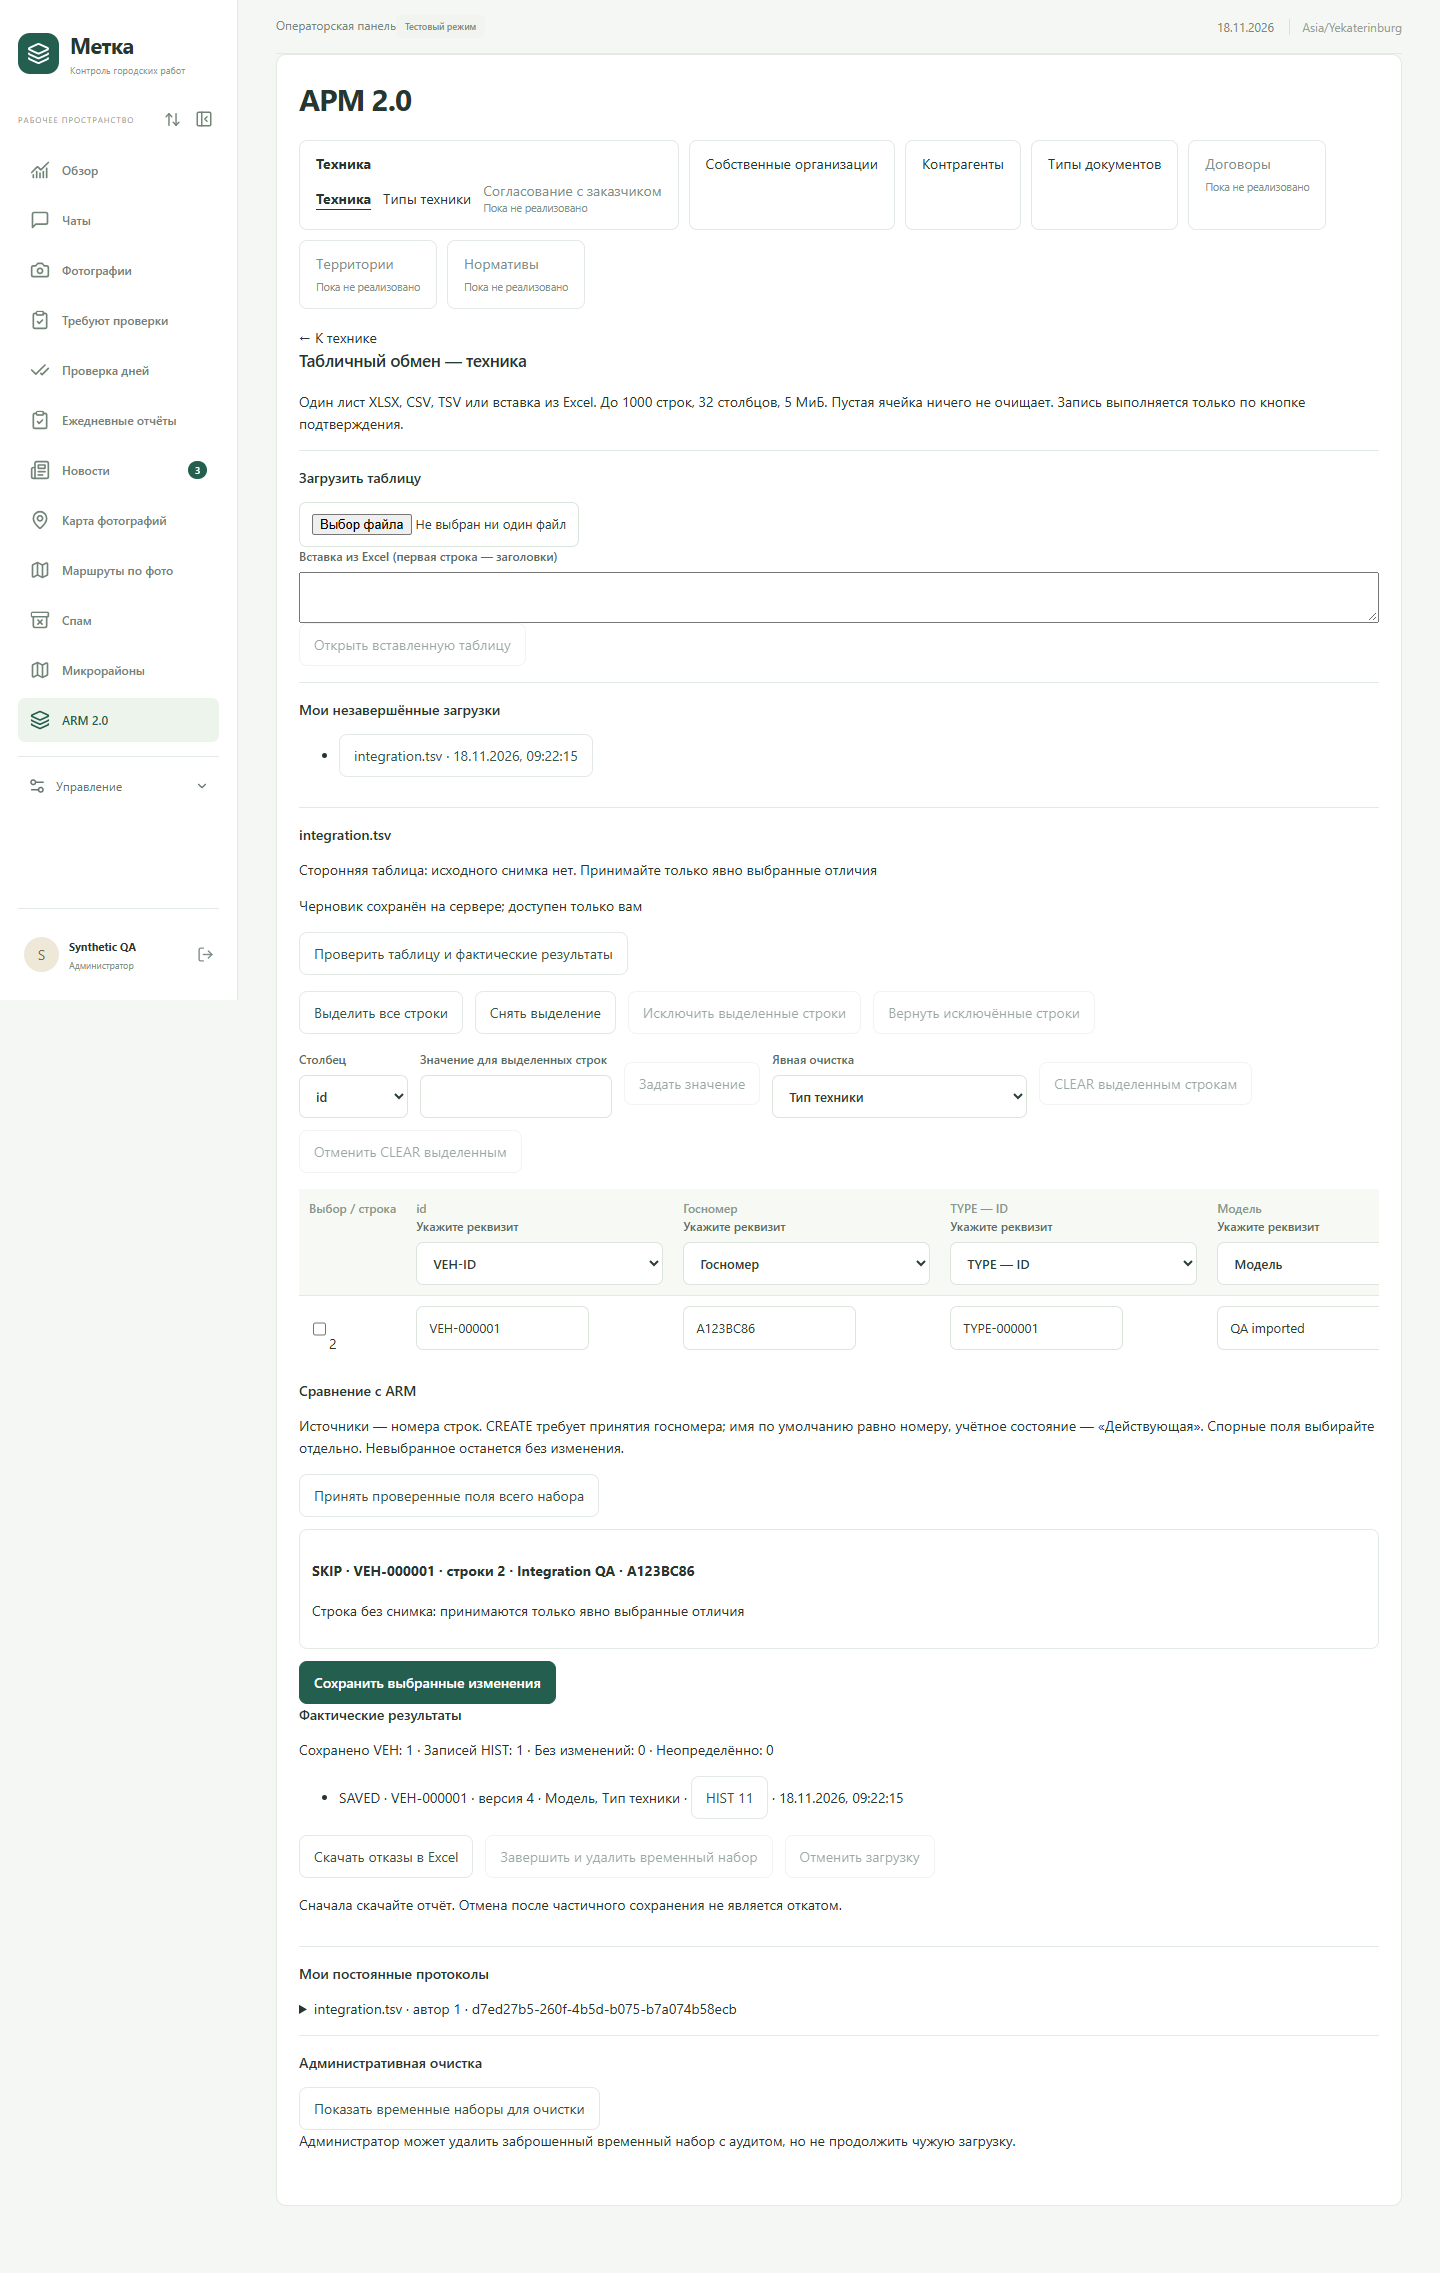 Метка
Контроль городских работ
РАБОЧЕЕ ПРОСТРАНСТВО
Обзор
Чаты
Фотографии
Требуют проверки
Проверка дней
Ежедневные отчёты
Новости 3
Карта фотографий
Маршруты по фото
Спам
Микрорайоны
ARM 2.0
Управление
S
Synthetic QA
Администратор
Операторская панель Тестовый режим
18.11.2026 Asia/Yekaterinburg
АРМ 2.0
Техника
Техника Типы техники Согласование с заказчиком
Пока не реализовано
Собственные организации
Контрагенты
Типы документов
Договоры
Пока не реализовано
Территории
Пока не реализовано
Нормативы
Пока не реализовано
← К технике
Табличный обмен — техника
Один лист XLSX, CSV, TSV или вставка из Excel. До 1000 строк, 32 столбцов, 5 МиБ. Пустая ячейка ничего не очищает. Запись выполняется только по кнопке
подтверждения.
Загрузить таблицу
Выбор файла Не выбран ни один файл
Вставка из Excel (первая строка — заголовки)
Открыть вставленную таблицу
Мои незавершённые загрузки
• integration.tsv · 18.11.2026, 09:22:15
integration.tsv
Сторонняя таблица: исходного снимка нет. Принимайте только явно выбранные отличия
Черновик сохранён на сервере; доступен только вам
Проверить таблицу и фактические результаты
Выделить все строки Снять выделение Исключить выделенные строки Вернуть исключённые строки
Столбец Значение для выделенных строк Явная очистка
id Задать значение Тип техники CLEAR выделенным строкам
Отменить CLEAR выделенным
Выбор / строка id Госномер TYPE — ID Модель
Укажите реквизит Укажите реквизит Укажите реквизит Укажите реквизит
VEH-ID Госномер TYPE — ID Модель
2 VEH-000001 A123BC86 TYPE-000001 QA imported
Сравнение с ARM
Источники — номера строк. CREATE требует принятия госномера; имя по умолчанию равно номеру, учётное состояние — «Действующая». Спорные поля выбирайте
отдельно. Невыбранное останется без изменения.
Принять проверенные поля всего набора
SKIP · VEH-000001 · строки 2 · Integration QA · A123BC86
Строка без снимка: принимаются только явно выбранные отличия
Сохранить выбранные изменения
Фактические результаты
Сохранено VEH: 1 · Записей HIST: 1 · Без изменений: 0 · Неопределённо: 0
• SAVED · VEH-000001 · версия 4 · Модель, Тип техники · HIST 11 · 18.11.2026, 09:22:15
Скачать отказы в Excel Завершить и удалить временный набор Отменить загрузку
Сначала скачайте отчёт. Отмена после частичного сохранения не является откатом.
Мои постоянные протоколы
integration.tsv · автор 1 · d7ed27b5-260f-4b5d-b075-b7a074b58ecb
Административная очистка
Показать временные наборы для очистки
Администратор может удалить заброшенный временный набор с аудитом, но не продолжить чужую загрузку.